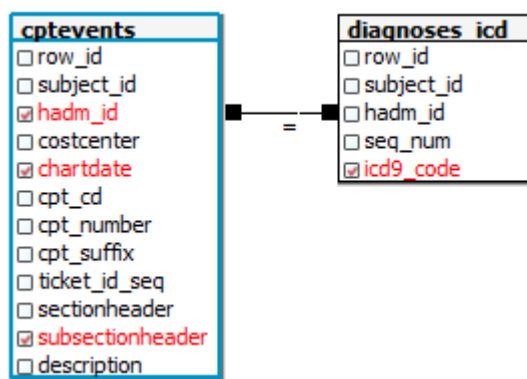 cptevents
row_id
subject_id
hadm_id
costcenter
chartdate
cpt_cd
cpt_number
cpt_suffix
ticket_id_seq
sectionheader
subsectionheader
description
=
diagnoses_icd
row_id
subject_id
hadm_id
seq_num
icd9_code